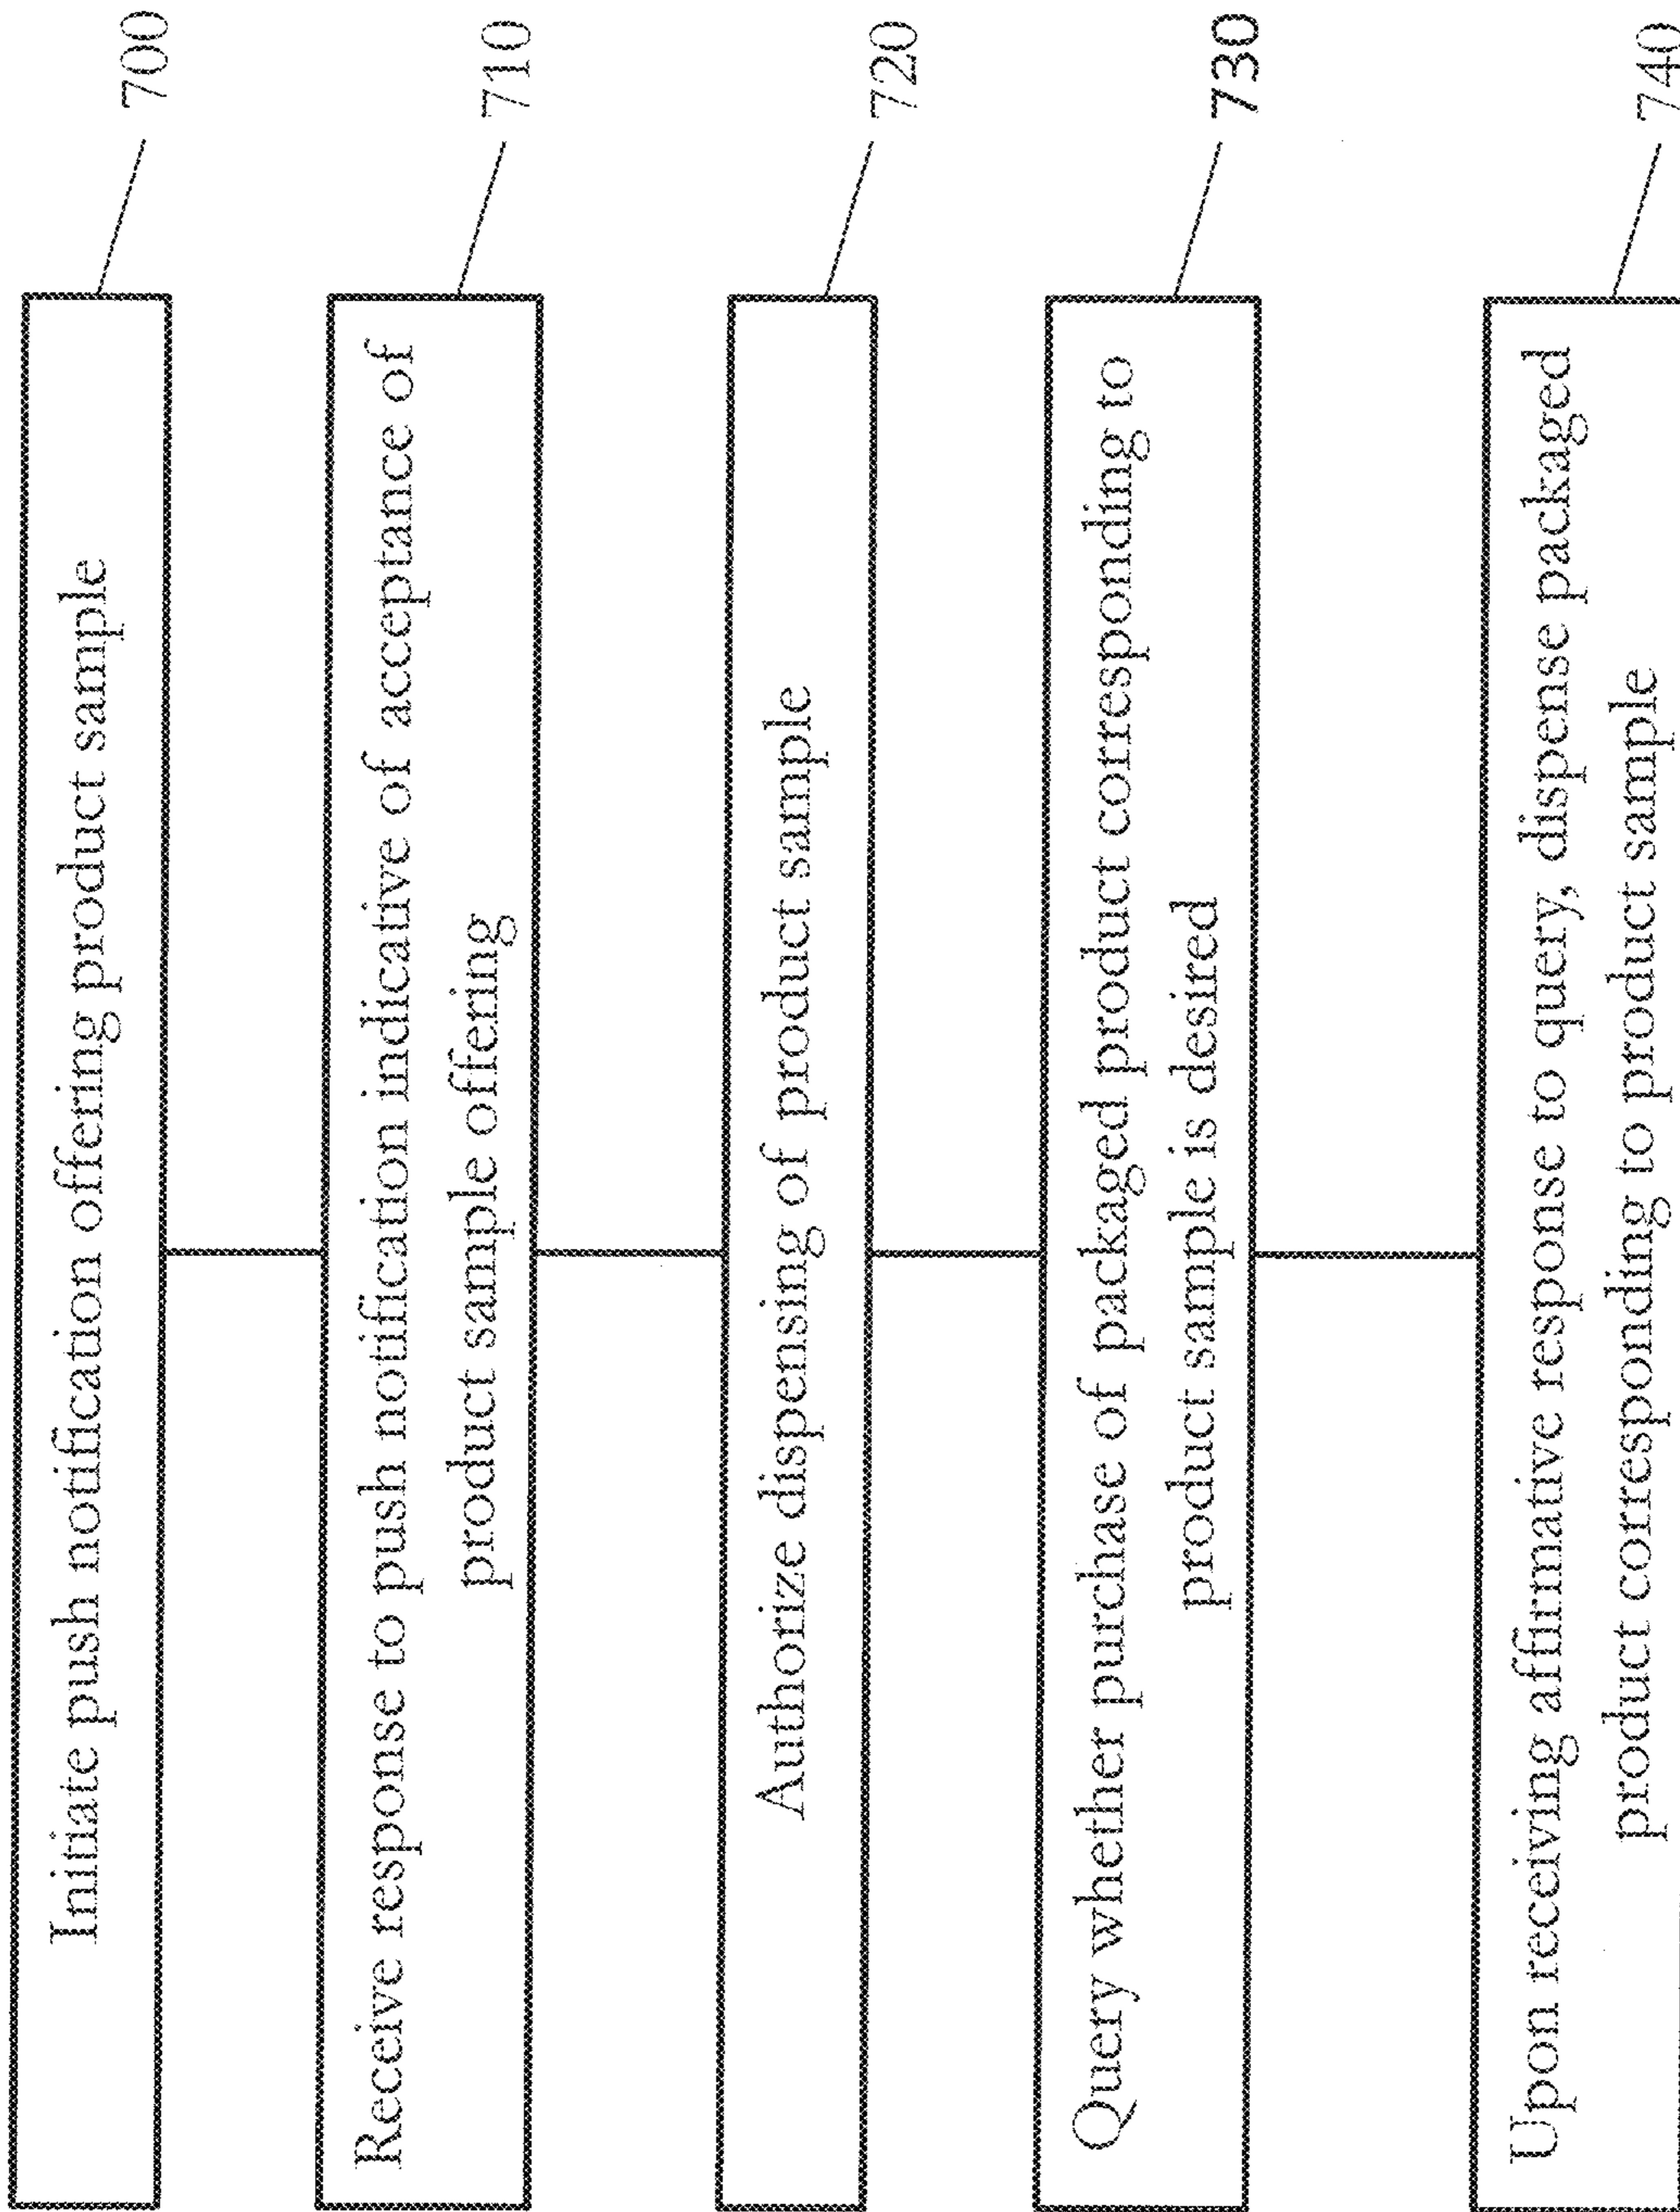 Initiate push notification offering product sample
700
Receive response to push notification indicative of acceptance of
product sample offering
710
Authorize dispensing of product sample
720
Query whether purchase of packaged product corresponding to
product sample is desired
730
Upon receiving affirmative response to query, dispense packaged
product corresponding to product sample
740